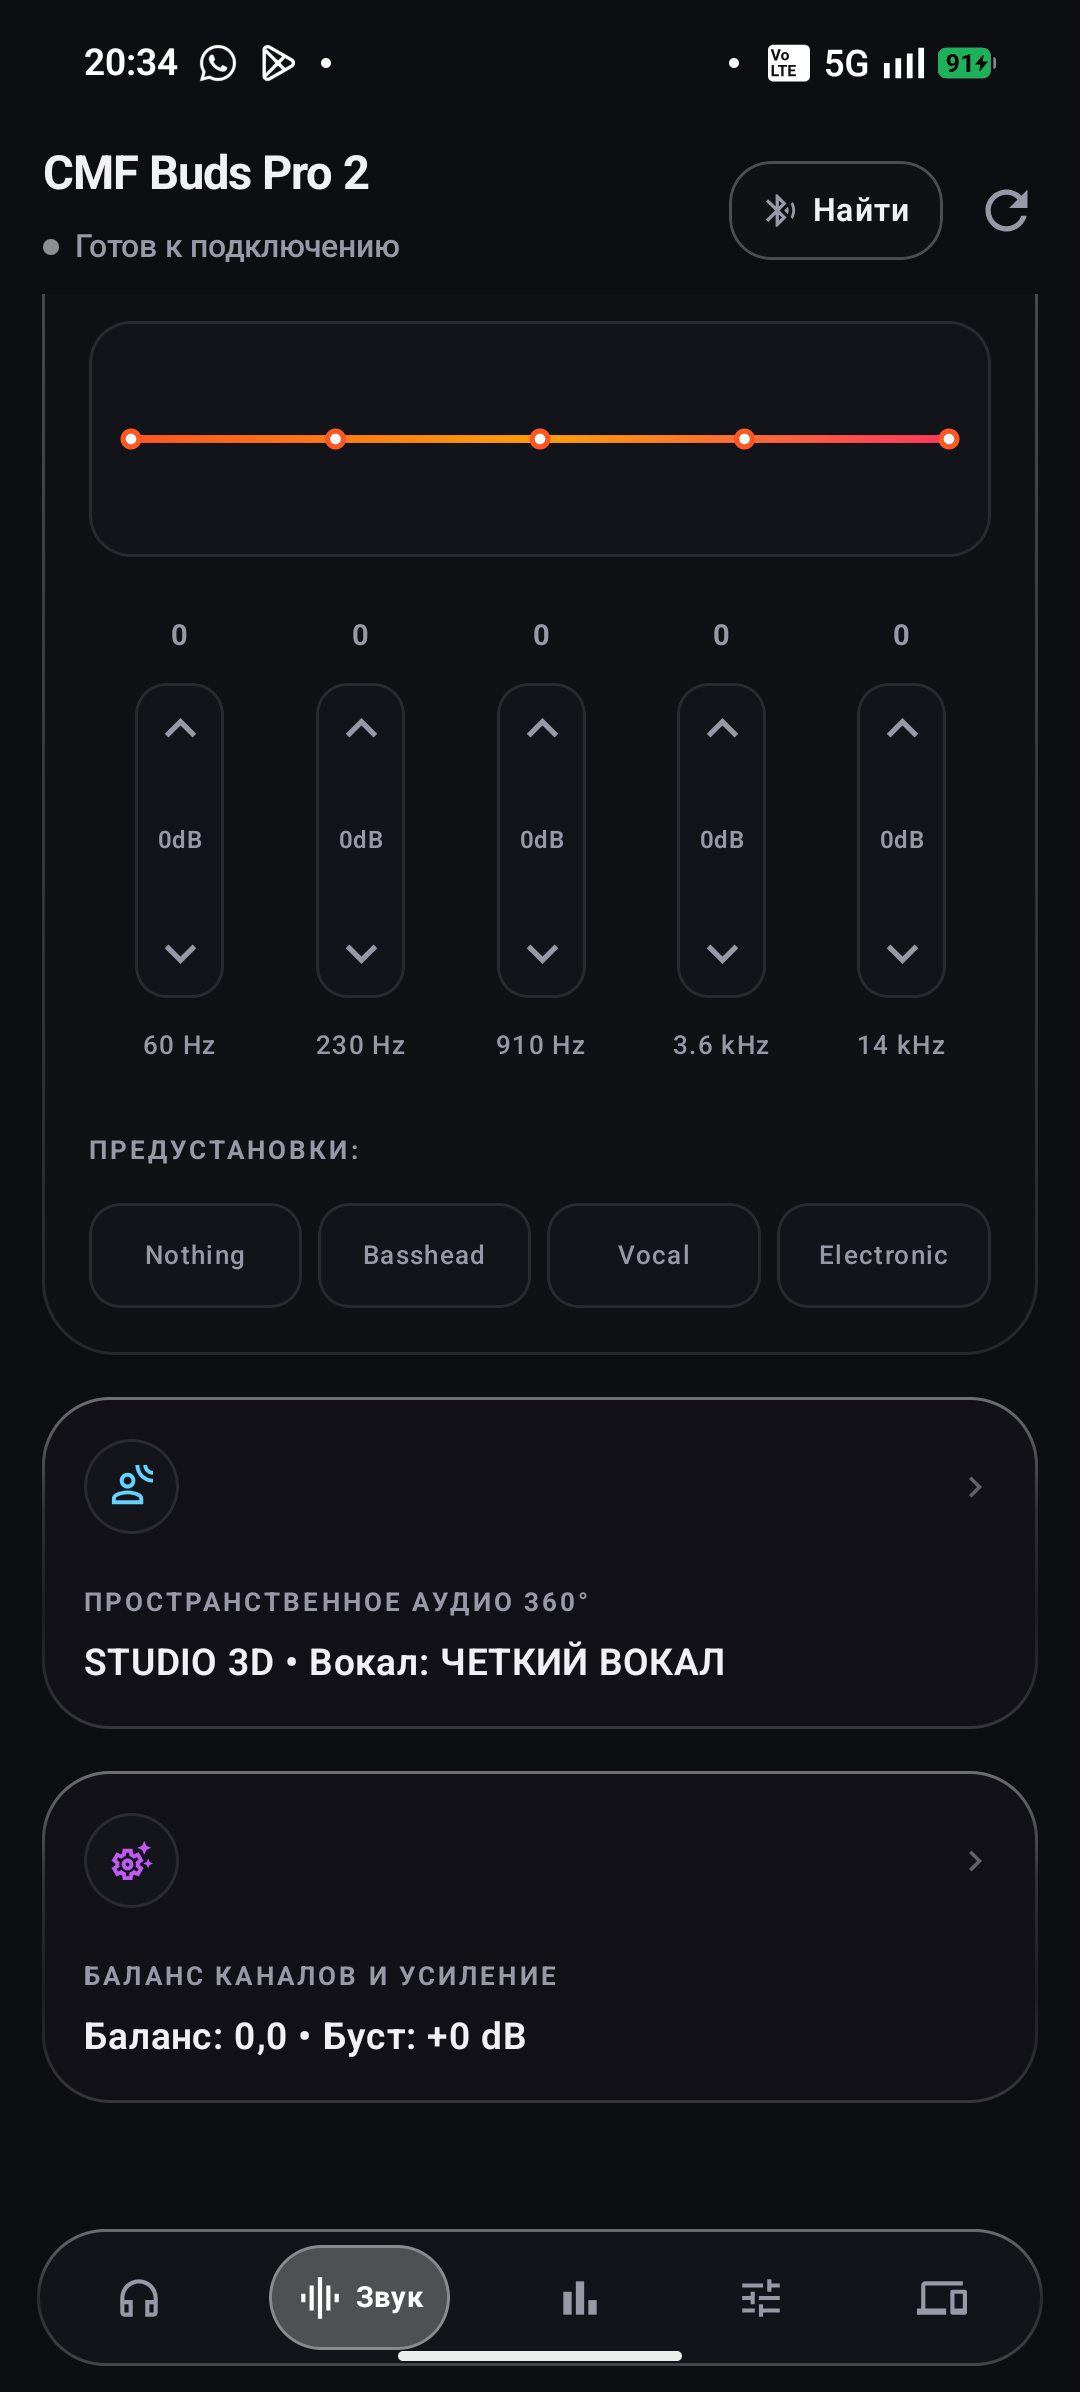 20:34
Vo LTE 5G 91
CMF Buds Pro 2
Готов к подключению
Найти
0 0 0 0 0
0dB 0dB 0dB 0dB 0dB
60 Hz 230 Hz 910 Hz 3.6 kHz 14 kHz
ПРЕДУСТАНОВКИ:
Nothing Basshead Vocal Electronic
ПРОСТРАНСТВЕННОЕ АУДИО 360°
STUDIO 3D • Вокал: ЧЕТКИЙ ВОКАЛ
БАЛАНС КАНАЛОВ И УСИЛЕНИЕ
Баланс: 0,0 • Буст: +0 dB
Звук